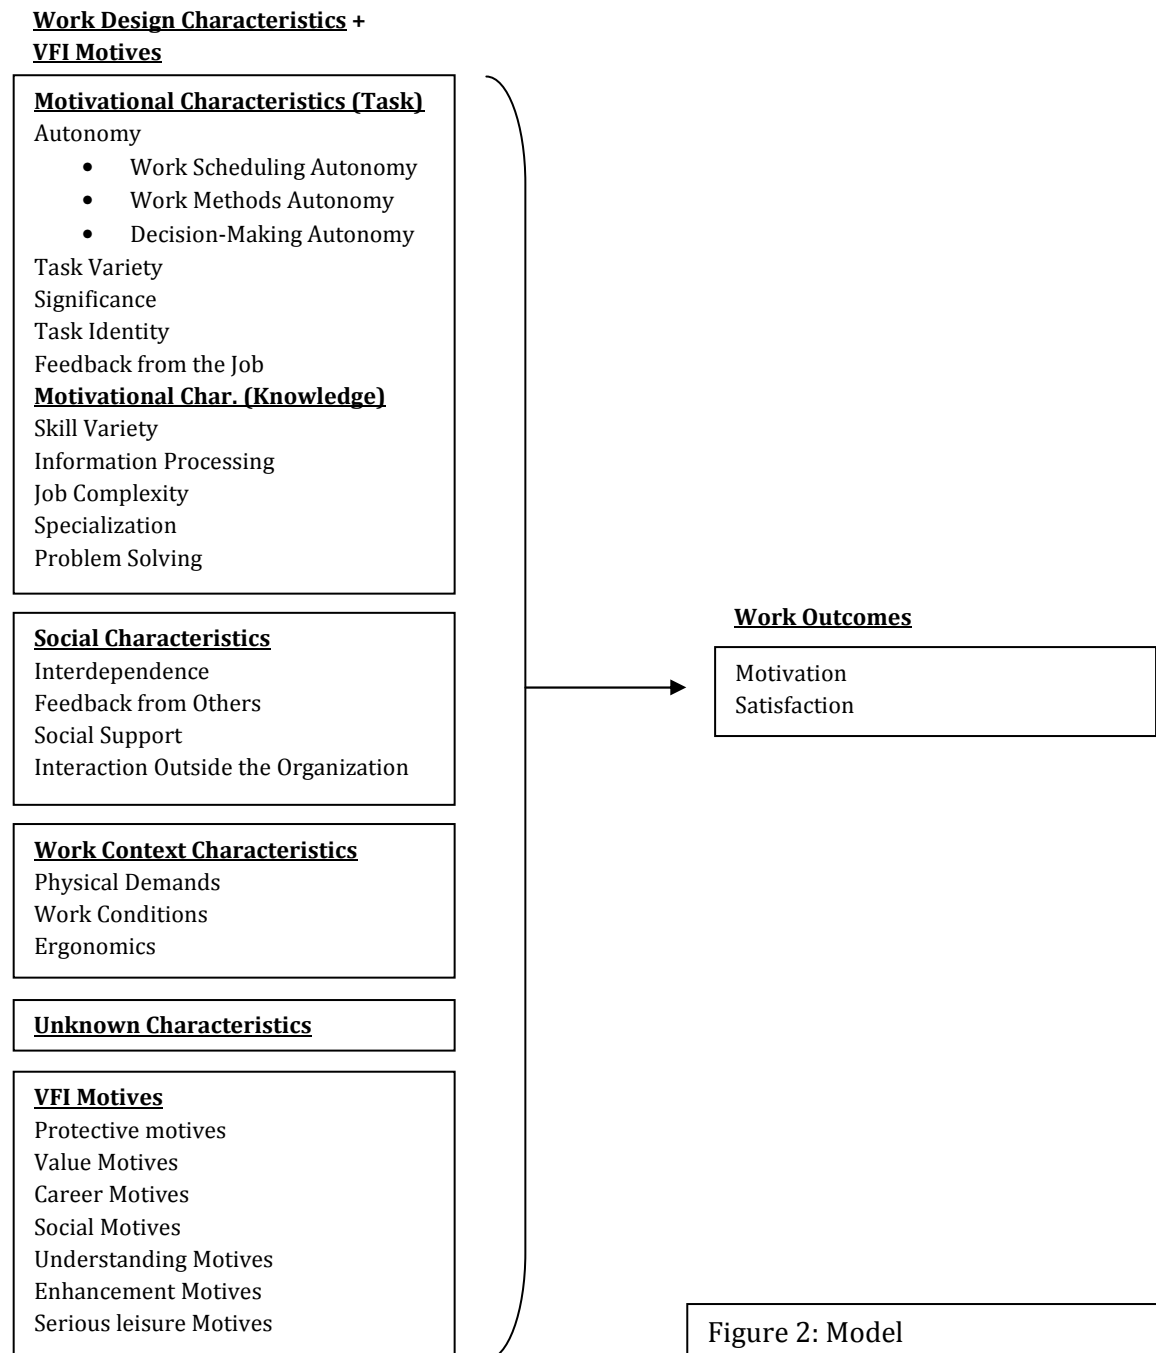 Work Design Characteristics +
VFI Motives
Motivational Characteristics (Task)
Autonomy
• Work Scheduling Autonomy
• Work Methods Autonomy
• Decision-Making Autonomy
Task Variety
Significance
Task Identity
Feedback from the Job
Motivational Char. (Knowledge)
Skill Variety
Information Processing
Job Complexity
Specialization
Problem Solving
Social Characteristics
Interdependence
Feedback from Others
Social Support
Interaction Outside the Organization
Work Context Characteristics
Physical Demands
Work Conditions
Ergonomics
Unknown Characteristics
VFI Motives
Protective motives
Value Motives
Career Motives
Social Motives
Understanding Motives
Enhancement Motives
Serious leisure Motives
Work Outcomes
Motivation
Satisfaction
Figure 2: Model